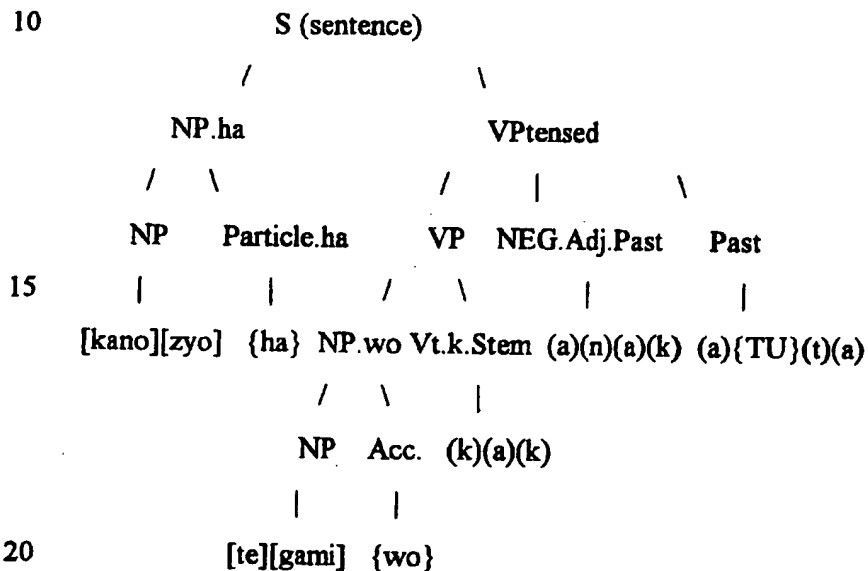 10 S (sentence)
/ \
NP.ha VPtensed
/ \ / | \
NP Particle.ha VP NEG.Adj.Past Past
15 | | / \ | |
[kano][zyo] {ha} NP.wo Vt.k.Stem (a)(n)(a)(k) (a){TU}(t)(a)
/ \ |
NP Acc. (k)(a)(k)
| |
20 [te][gami] {wo}